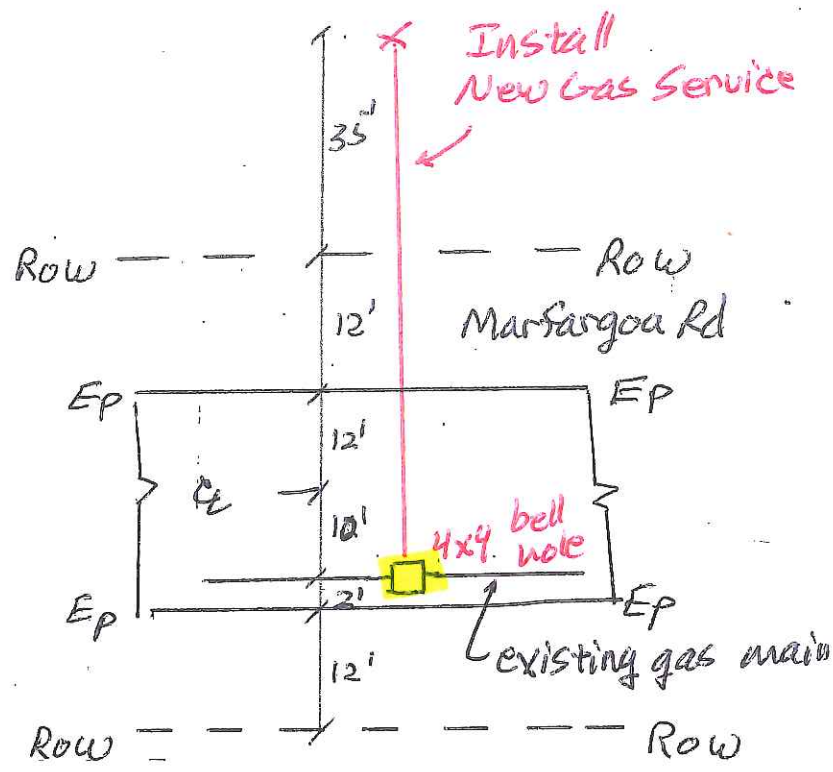 Install
New Gas Service
35'
Row
Row
12'
Marfargoa Rd
Ep
Ep
12'
CL
10'
4x4 bell
hole
2'
Ep
Ep
existing gas main
12'
Row
Row